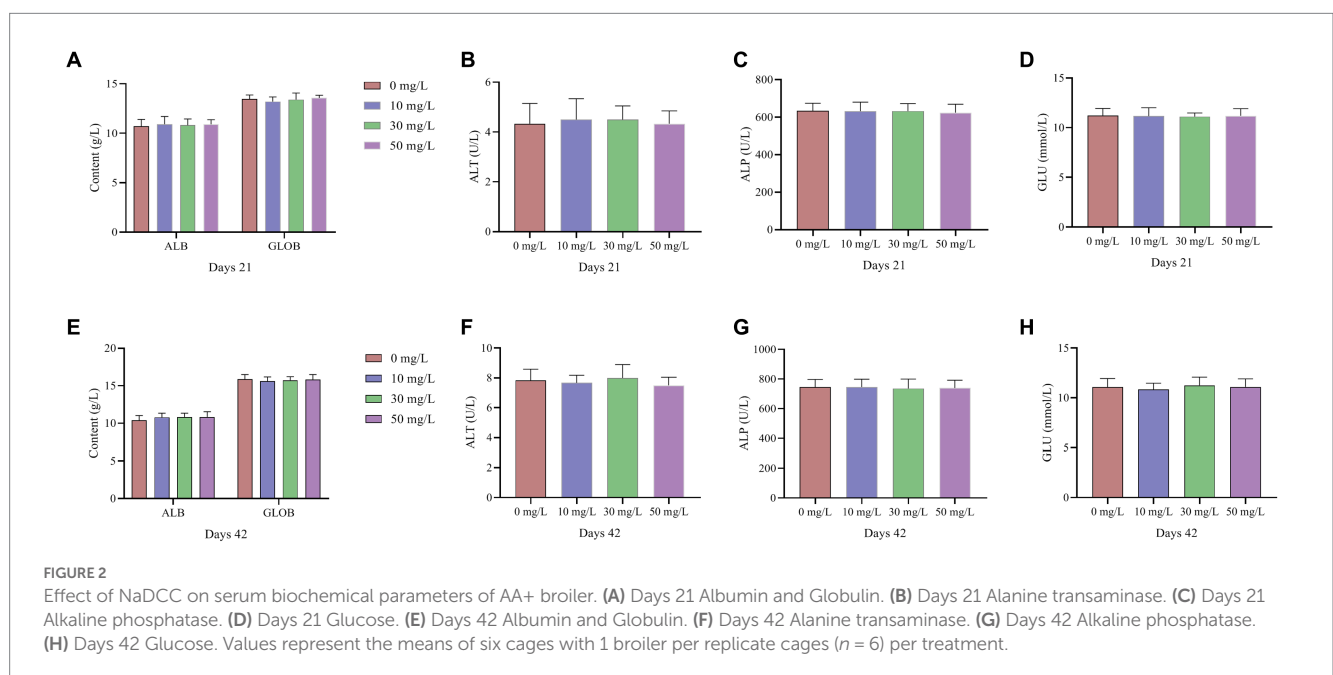 A
B
C
D
15
10
5
0
Content (g/L)
ALB
GLOB
Days 21
0 mg/L
10 mg/L
30 mg/L
50 mg/L
6
4
2
0
ALT (U/L)
0 mg/L 10 mg/L 30 mg/L 50 mg/L
Days 21
800
600
400
200
0
ALP (U/L)
0 mg/L 10 mg/L 30 mg/L 50 mg/L
Days 21
15
10
5
0
GLU (mmol/L)
0 mg/L 10 mg/L 30 mg/L 50 mg/L
Days 21
E
F
G
H
20
15
10
5
0
Content (g/L)
ALB
GLOB
Days 42
0 mg/L
10 mg/L
30 mg/L
50 mg/L
8
6
4
2
0
ALT (U/L)
0 mg/L 10 mg/L 30 mg/L 50 mg/L
Days 42
1000
800
600
400
200
0
ALP (U/L)
0 mg/L 10 mg/L 30 mg/L 50 mg/L
Days 42
15
10
5
0
GLU (mmol/L)
0 mg/L 10 mg/L 30 mg/L 50 mg/L
Days 42
FIGURE 2
Effect of NaDCC on serum biochemical parameters of AA+ broiler. (A) Days 21 Albumin and Globulin. (B) Days 21 Alanine transaminase. (C) Days 21
Alkaline phosphatase. (D) Days 21 Glucose. (E) Days 42 Albumin and Globulin. (F) Days 42 Alanine transaminase. (G) Days 42 Alkaline phosphatase.
(H) Days 42 Glucose. Values represent the means of six cages with 1 broiler per replicate cages (n = 6) per treatment.